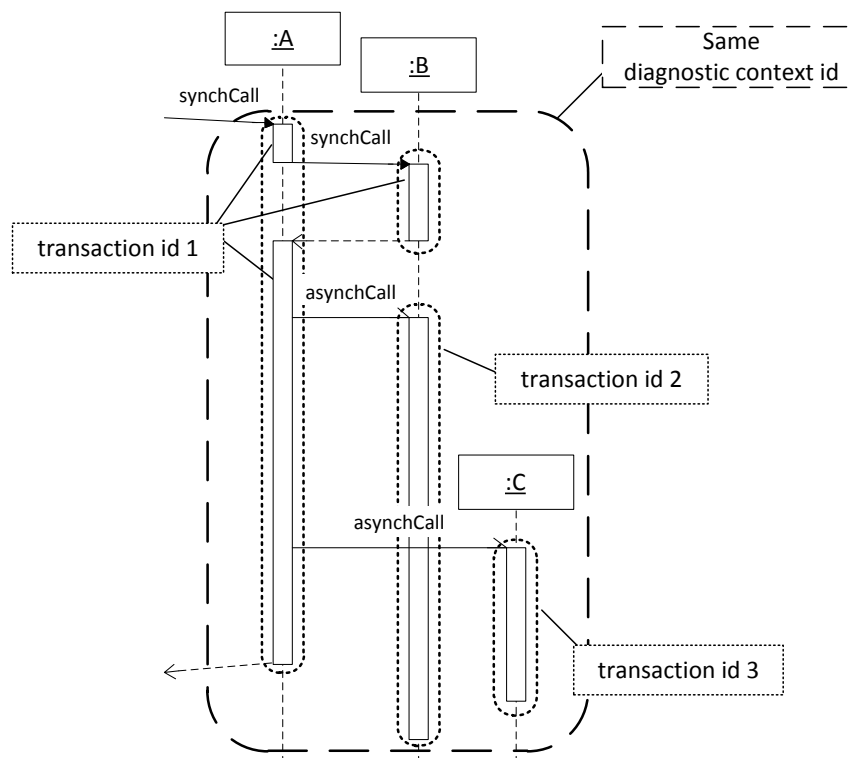 :A
:B
Same
diagnostic context id
synchCall
synchCall
transaction id 1
asynchCall
transaction id 2
:C
asynchCall
transaction id 3